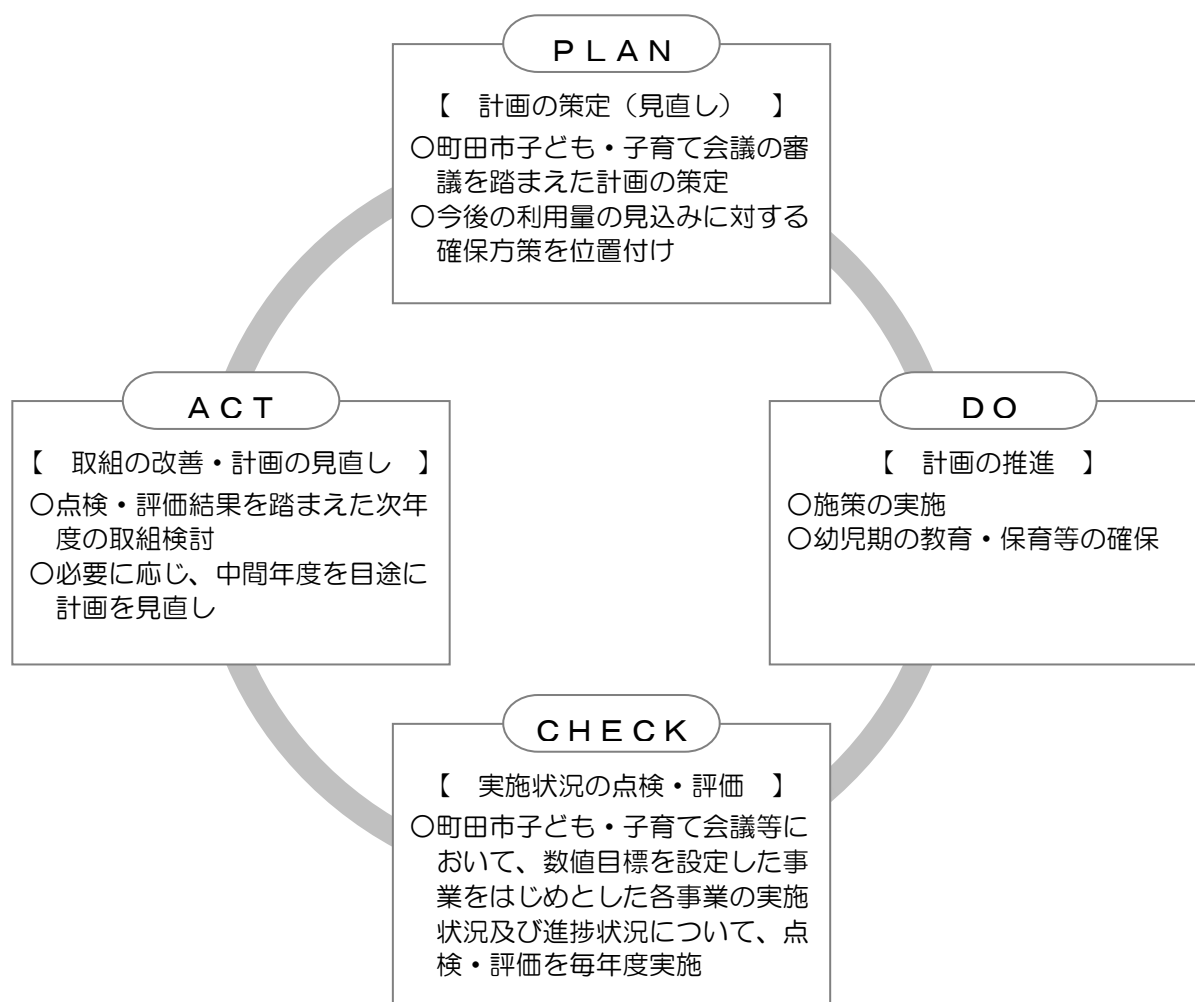 ＰＬＡＮ
【　計画の策定（見直し）　】
〇町田市子ども・子育て会議の審
議を踏まえた計画の策定
〇今後の利用量の見込みに対する
確保方策を位置付け
ＡＣＴ
【　取組の改善・計画の見直し　】
〇点検・評価結果を踏まえた次年
度の取組検討
〇必要に応じ、中間年度を目途に
計画を見直し
ＤＯ
【　計画の推進　】
〇施策の実施
〇幼児期の教育・保育等の確保
ＣＨＥＣＫ
【　実施状況の点検・評価　】
〇町田市子ども・子育て会議等に
おいて、数値目標を設定した事
業をはじめとした各事業の実施
状況及び進捗状況について、点
検・評価を毎年度実施